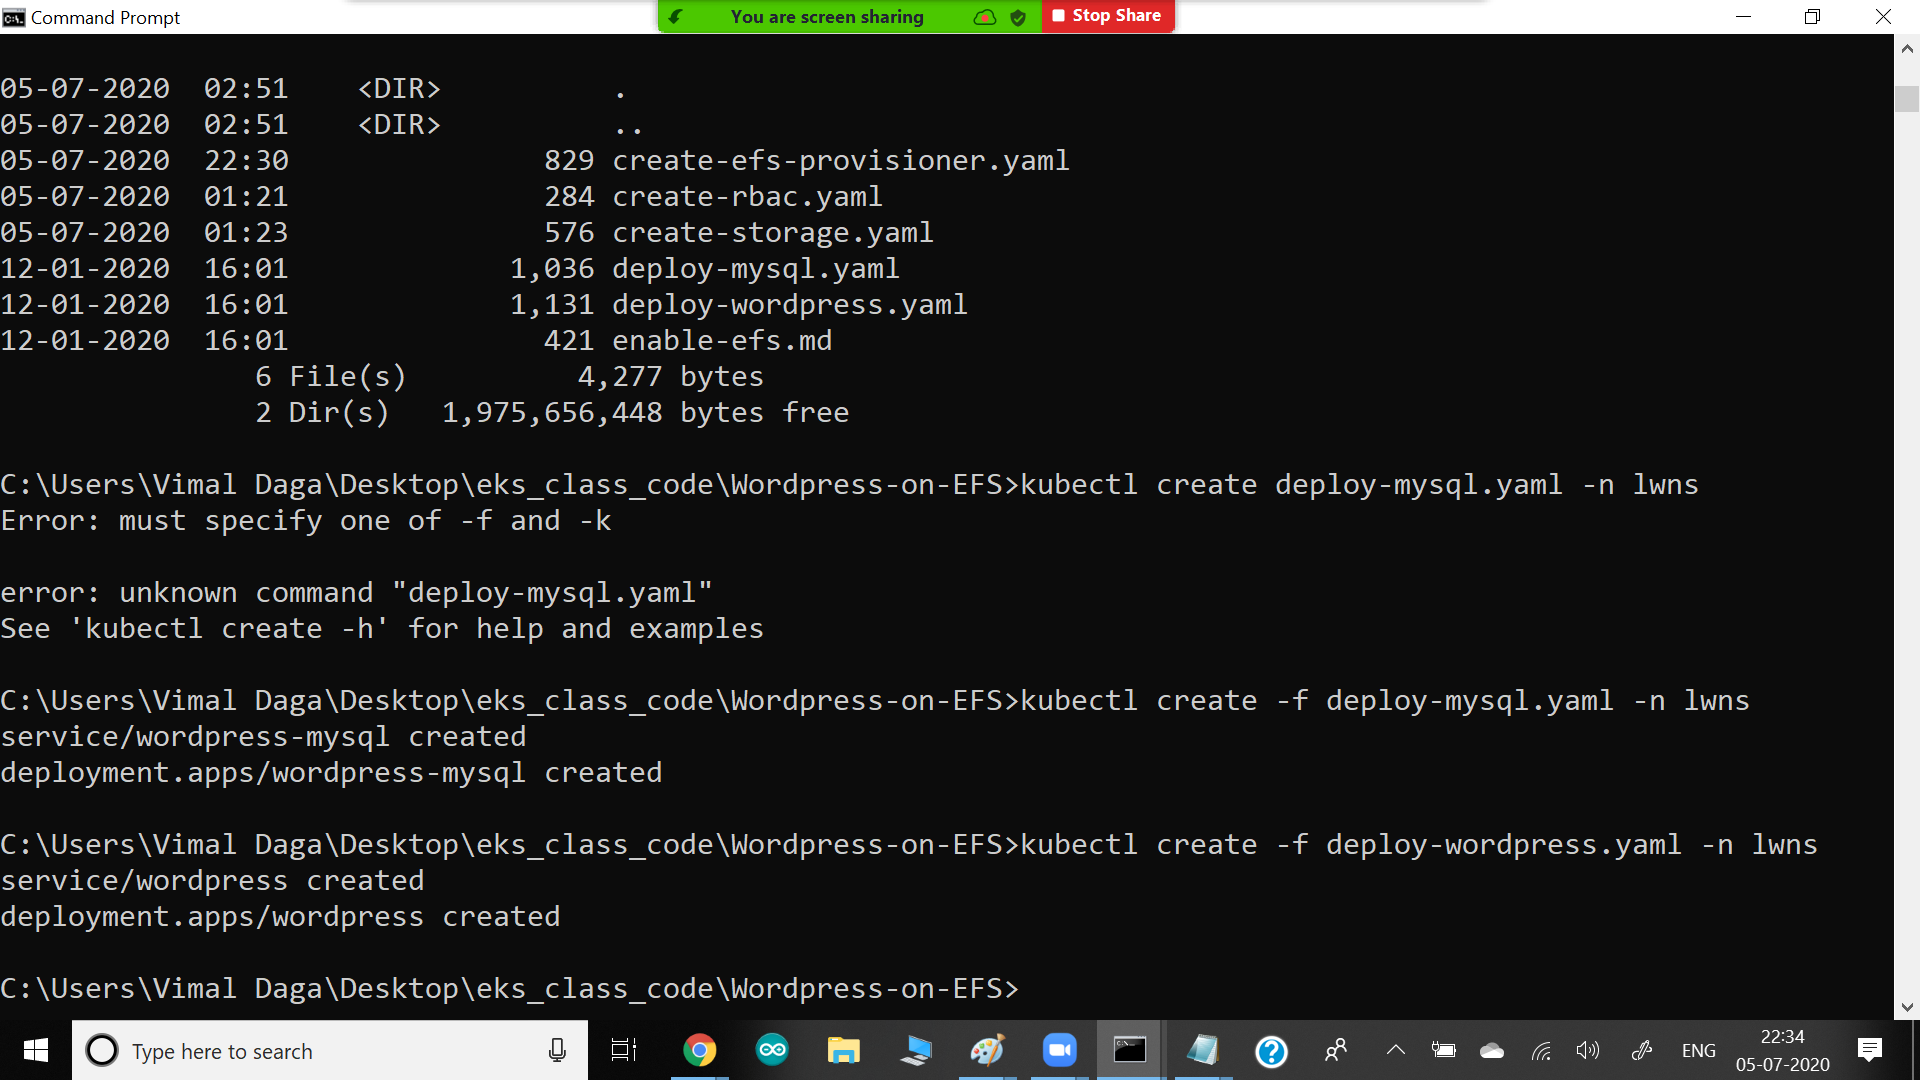 Command Prompt
You are screen sharing
Stop Share
05-07-2020  02:51    <DIR>          .
05-07-2020  02:51    <DIR>          ..
05-07-2020  22:30               829 create-efs-provisioner.yaml
05-07-2020  01:21               284 create-rbac.yaml
05-07-2020  01:23               576 create-storage.yaml
12-01-2020  16:01             1,036 deploy-mysql.yaml
12-01-2020  16:01             1,131 deploy-wordpress.yaml
12-01-2020  16:01               421 enable-efs.md
               6 File(s)          4,277 bytes
               2 Dir(s)   1,975,656,448 bytes free
C:\Users\Vimal Daga\Desktop\eks_class_code\Wordpress-on-EFS>kubectl create deploy-mysql.yaml -n lwns
Error: must specify one of -f and -k
error: unknown command "deploy-mysql.yaml"
See 'kubectl create -h' for help and examples
C:\Users\Vimal Daga\Desktop\eks_class_code\Wordpress-on-EFS>kubectl create -f deploy-mysql.yaml -n lwns
service/wordpress-mysql created
deployment.apps/wordpress-mysql created
C:\Users\Vimal Daga\Desktop\eks_class_code\Wordpress-on-EFS>kubectl create -f deploy-wordpress.yaml -n lwns
service/wordpress created
deployment.apps/wordpress created
C:\Users\Vimal Daga\Desktop\eks_class_code\Wordpress-on-EFS>
Type here to search
ENG
22:34
05-07-2020